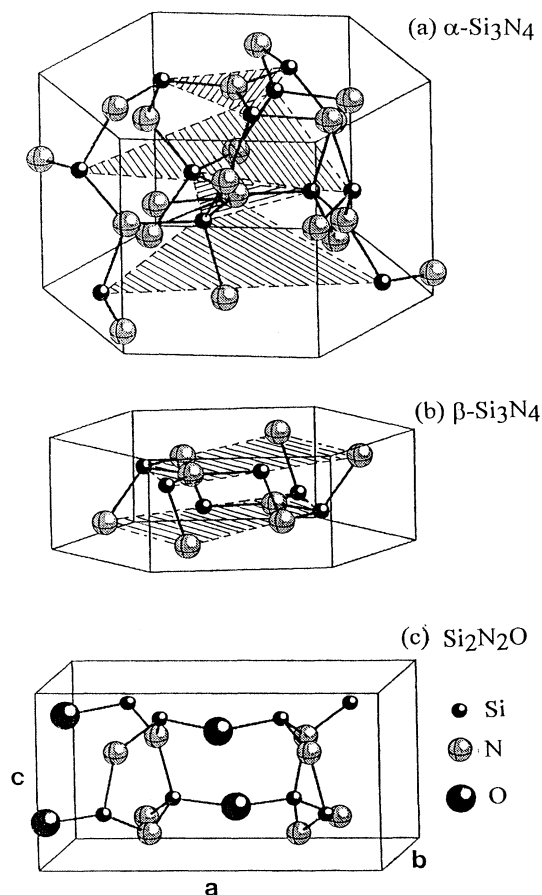 (a) α-Si₃N₄
(b) β-Si₃N₄
(c) Si₂N₂O
Si
N
O
c
b
a